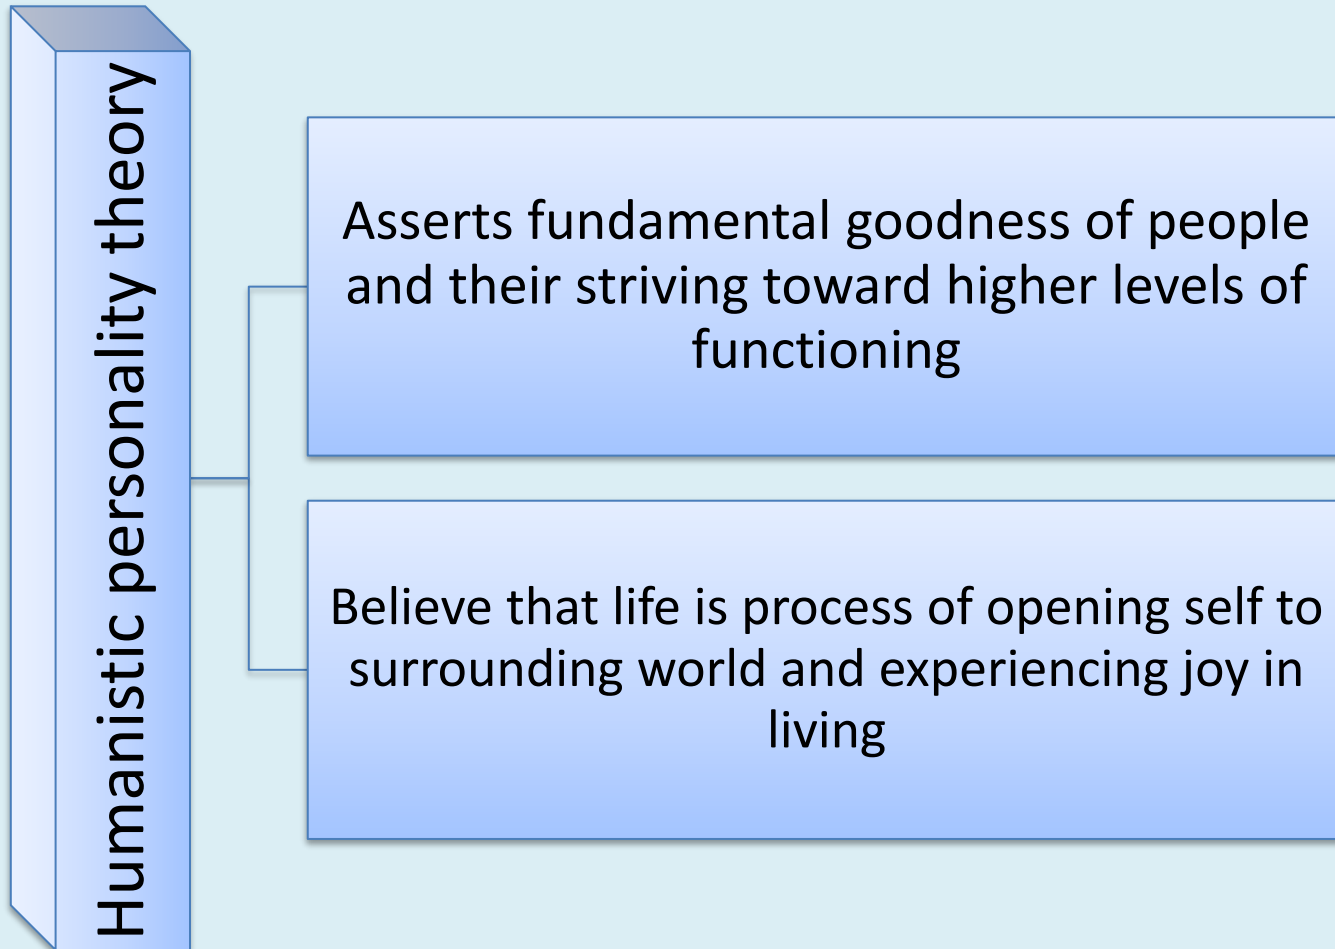 Humanistic personality theory
Asserts fundamental goodness of people
and their striving toward higher levels of
functioning
Believe that life is process of opening self to
surrounding world and experiencing joy in
living